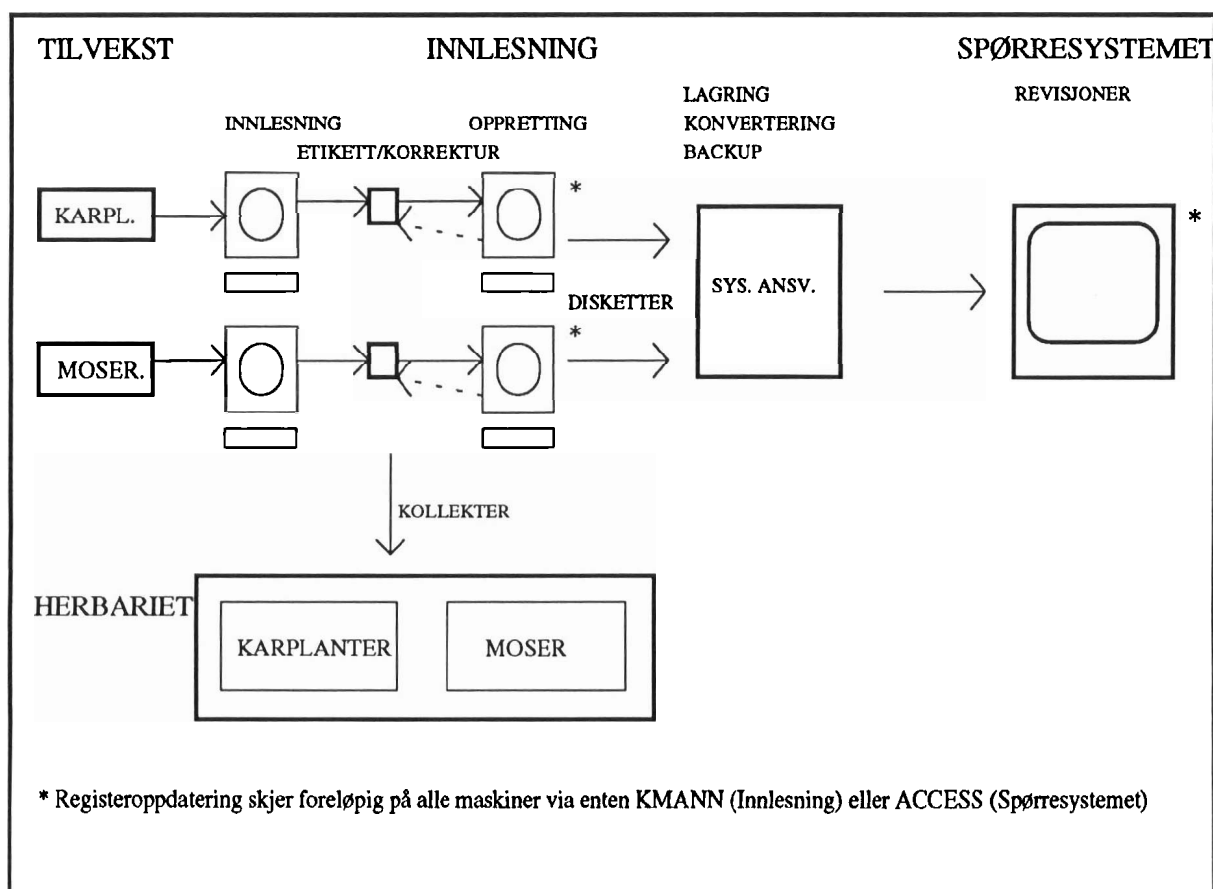 TILVEKST
INNLESNING
SPØRRESYSTEMET
LAGRING
KONVERTERING
BACKUP
REVISJONER
INNLESNING
OPPRETTING
ETIKETT/KORREKTUR
*
KARPL.
*
SYS. ANSV.
DISKETTER
*
MOSER.
KOLLEKTER
HERBARIET
KARPLANTER
MOSER
* Registeroppdatering skjer foreløpig på alle maskiner via enten KMANN (Innlesning) eller ACCESS (Spørresystemet)